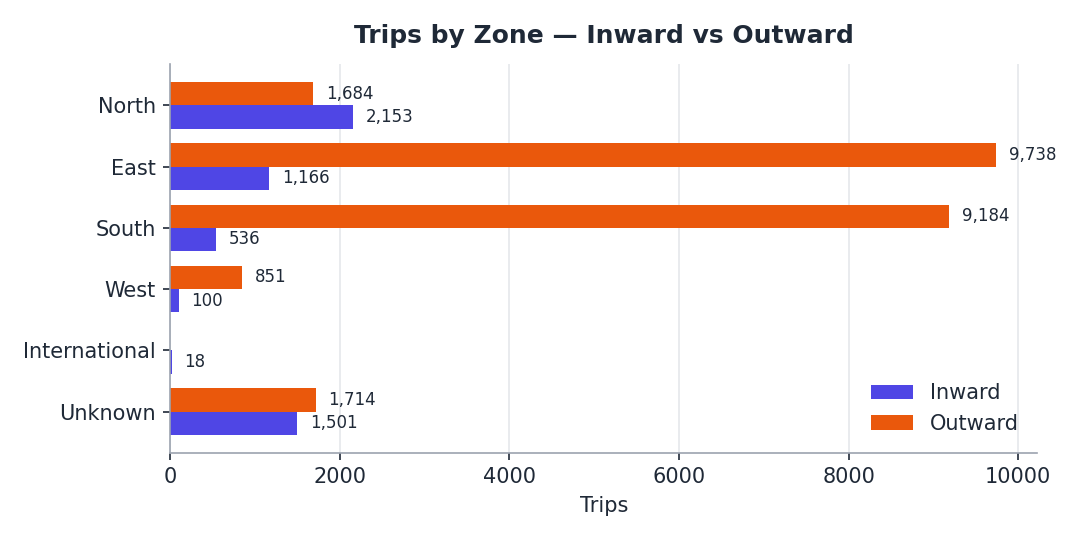 Trips by Zone — Inward vs Outward
North
1,684
2,153
East
9,738
1,166
South
9,184
536
West
851
100
International
18
Unknown
1,714
1,501
Inward
Outward
0 2000 4000 6000 8000 10000
Trips